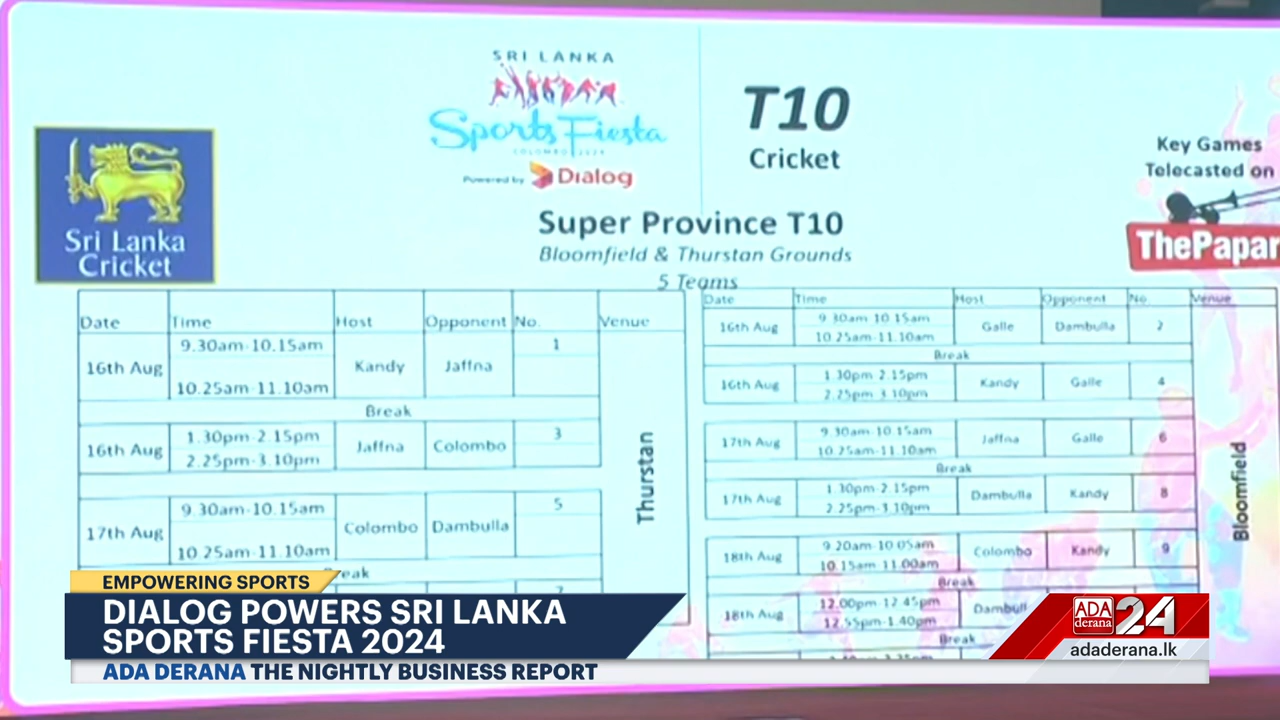 SRI LANKA
Sports Fiesta
COLOMBO 2024
Powered by Dialog
T10
Cricket
Key Games
Telecasted on
ThePapar
Sri Lanka
Cricket
Super Province T10
Bloomfield & Thurstan Grounds
5 Teams
Date Time Host Opponent No. Venue
16th Aug 9.30am-10.15am Kandy Jaffna 1
10.25am-11.10am
Break
16th Aug 1.30pm-2.15pm Jaffna Colombo 3
2.25pm-3.10pm
17th Aug 9.30am-10.15am Colombo Dambulla 5
10.25am-11.10am
Thurstan
Date Time Host Opponent No. Venue
16th Aug 9.30am-10.15am Galle Dambulla 2
10.25am-11.10am
Break
16th Aug 1.30pm-2.15pm Kandy Galle 4
2.25pm-3.10pm
17th Aug 9.30am-10.15am Jaffna Galle 6
10.25am-11.10am
Break
17th Aug 1.30pm-2.15pm Dambulla Kandy 8
2.25pm-3.10pm
18th Aug 9.20am-10.05am Colombo Kandy 9
10.15am-11.00am
Break
18th Aug 12.00pm-12.45pm Dambull
12.55pm-1.40pm
Break
Bloomfield
EMPOWERING SPORTS
DIALOG POWERS SRI LANKA
SPORTS FIESTA 2024
ADA DERANA THE NIGHTLY BUSINESS REPORT
ADA
derana 24
adaderana.lk